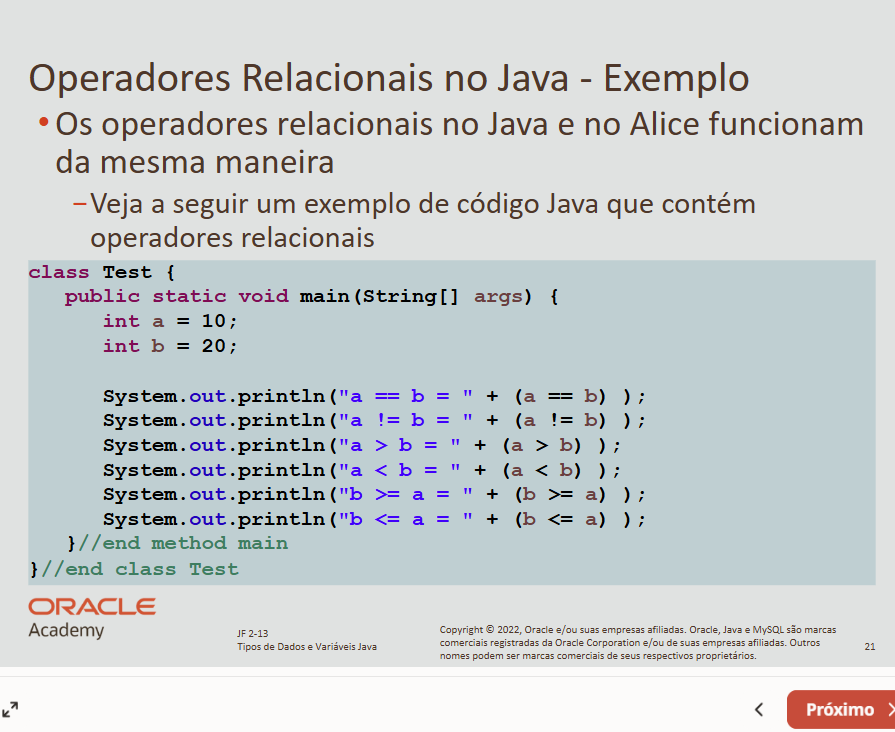 Operadores Relacionais no Java - Exemplo
•Os operadores relacionais no Java e no Alice funcionam
da mesma maneira
–Veja a seguir um exemplo de código Java que contém
operadores relacionais
class Test {
public static void main(String[] args) {
int a = 10;
int b = 20;
System.out.println("a == b = " + (a == b) );
System.out.println("a != b = " + (a != b) );
System.out.println("a > b = " + (a > b) );
System.out.println("a < b = " + (a < b) );
System.out.println("b >= a = " + (b >= a) );
System.out.println("b <= a = " + (b <= a) );
}//end method main
}//end class Test
ORACLE
Academy
JF 2-13
Tipos de Dados e Variáveis Java
Copyright © 2022, Oracle e/ou suas empresas afiliadas. Oracle, Java e MySQL são marcas
comerciais registradas da Oracle Corporation e/ou de suas empresas afiliadas. Outros
nomes podem ser marcas comerciais de seus respectivos proprietários.
21
Próximo